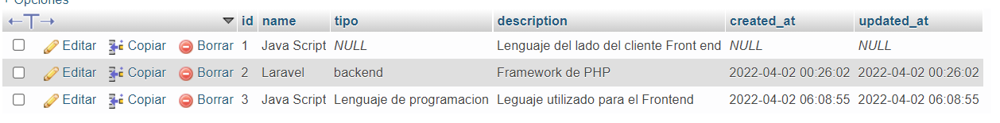 + Opciones
id name tipo description created_at updated_at
Editar Copiar Borrar 1 Java Script NULL Lenguaje del lado del cliente Front end NULL NULL
Editar Copiar Borrar 2 Laravel backend Framework de PHP 2022-04-02 00:26:02 2022-04-02 00:26:02
Editar Copiar Borrar 3 Java Script Lenguaje de programacion Leguaje utilizado para el Frontend 2022-04-02 06:08:55 2022-04-02 06:08:55